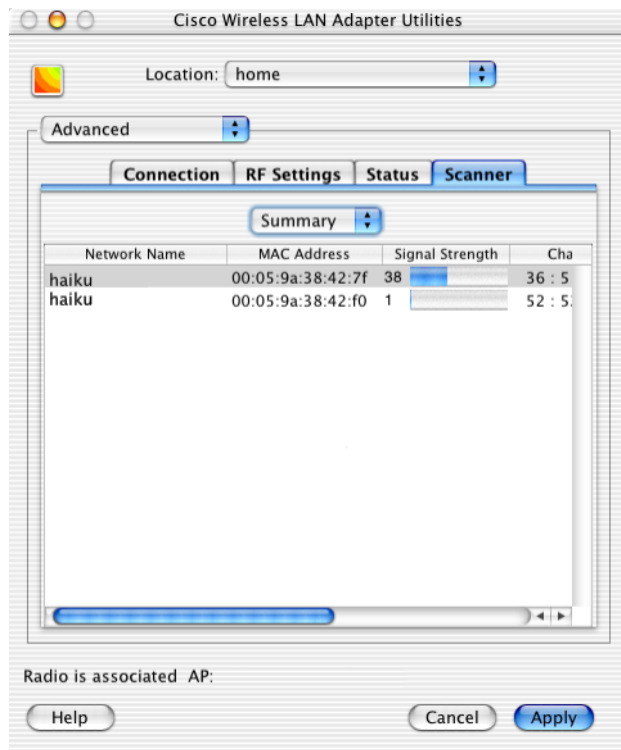 Cisco Wireless LAN Adapter Utilities
Location: home
Advanced
Connection RF Settings Status Scanner
Summary
Network Name MAC Address Signal Strength Cha
haiku 00:05:9a:38:42:7f 38 36 : 5
haiku 00:05:9a:38:42:f0 1 52 : 5
Radio is associated AP:
Help Cancel Apply